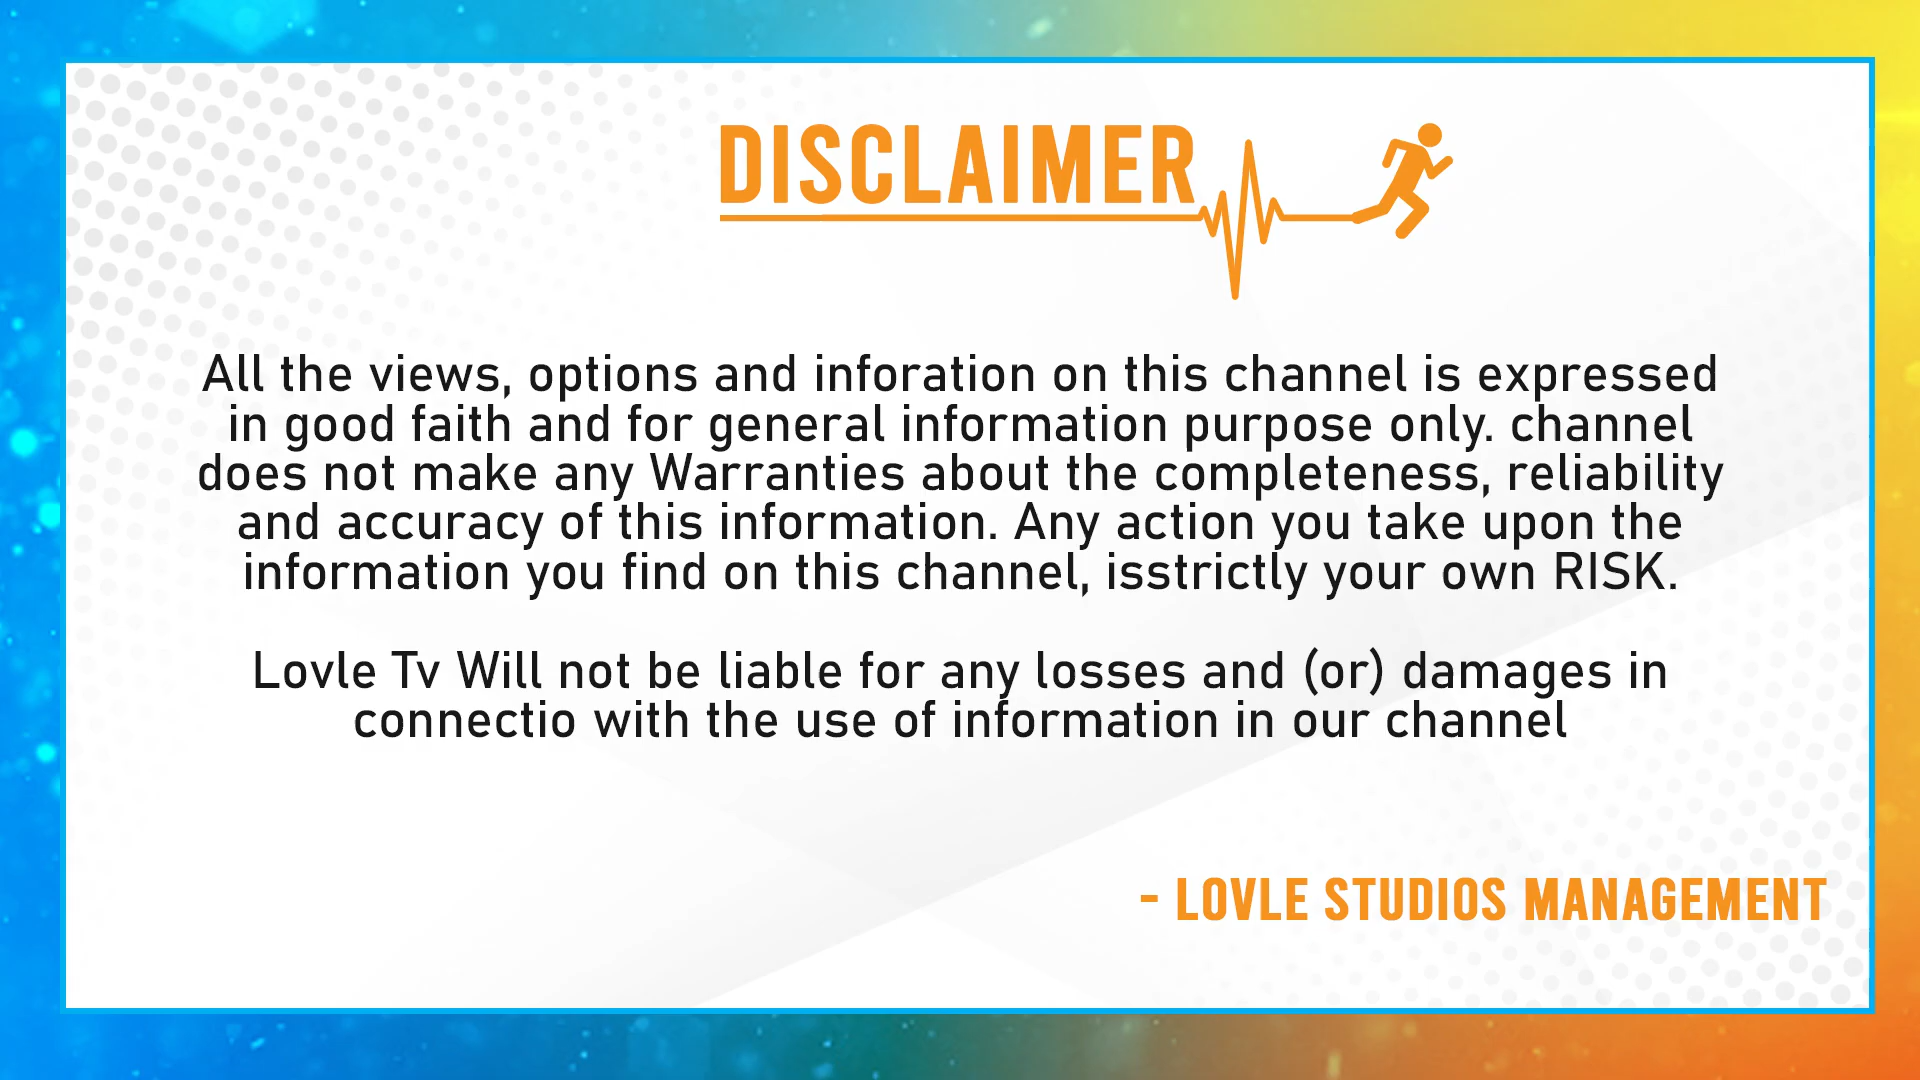 DISCLAIMER
All the views, options and inforation on this channel is expressed
in good faith and for general information purpose only. channel
does not make any Warranties about the completeness, reliability
and accuracy of this information. Any action you take upon the
information you find on this channel, isstrictly your own RISK.
Lovle Tv Will not be liable for any losses and (or) damages in
connectio with the use of information in our channel
- LOVLE STUDIOS MANAGEMENT